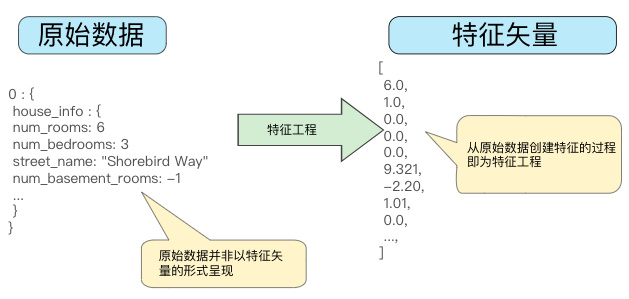 原始数据
0 : {
house_info : {
num_rooms: 6
num_bedrooms: 3
street_name: "Shorebird Way"
num_basement_rooms: −1
...
}
}
原始数据并非以特征矢
量的形式呈现
特征工程
特征矢量
[
6.0,
1.0,
0.0,
0.0,
0.0,
9.321,
−2.20,
1.01,
0.0,
...,
]
从原始数据创建特征的过程
即为特征工程